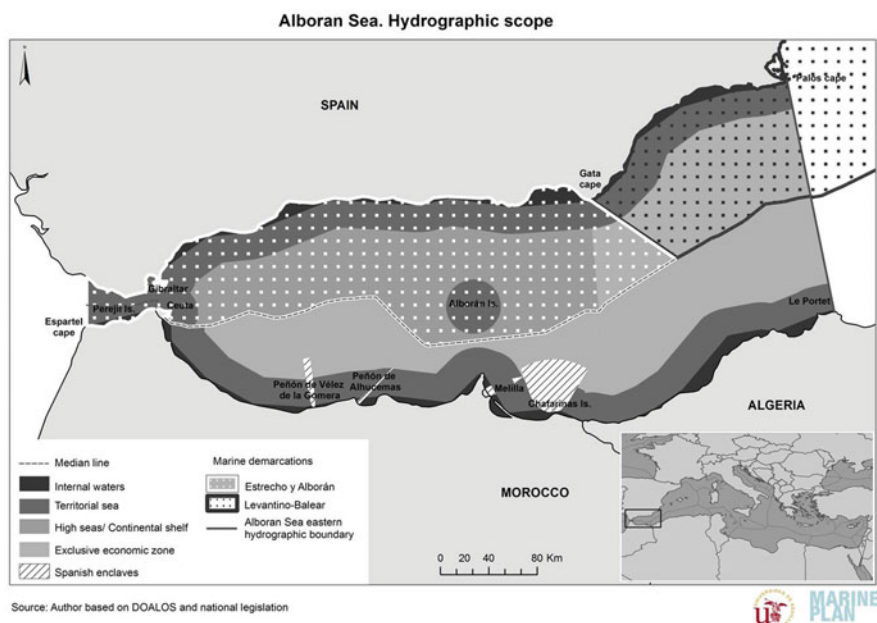 Alboran Sea. Hydrographic scope
N
Palos cape
SPAIN
Gata
cape
Gibraltar
Perejir Is.
Ceuta
Alborán Is.
Espartel
cape
Le Portet
Peñón de Vélez
de la Gomera
Peñón de
Alhucemas
Melilla
Chafarinas Is.
ALGERIA
MOROCCO
Median line
Internal waters
Territorial sea
High seas/ Continental shelf
Exclusive economic zone
Spanish enclaves
Marine demarcations
Estrecho y Alborán
Levantino-Balear
Alboran Sea eastern
hydrographic boundary
0 20 40 80 Km
Source: Author based on DOALOS and national legislation
MARINE
PLAN